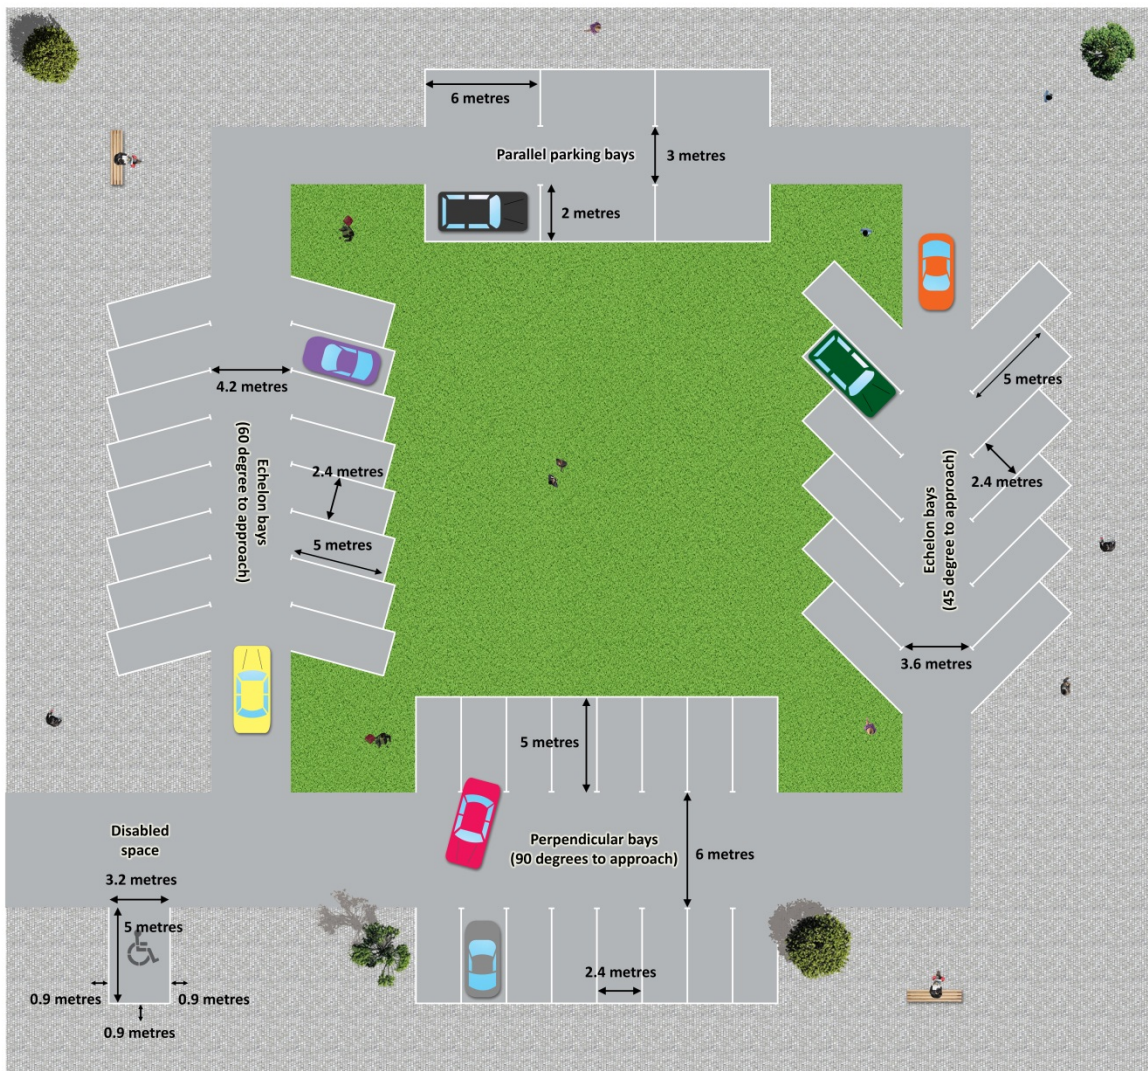 6 metres
Parallel parking bays
3 metres
2 metres
4.2 metres
Echelon bays
(60 degree to approach)
2.4 metres
5 metres
5 metres
2.4 metres
Echelon bays
(45 degree to approach)
3.6 metres
5 metres
Perpendicular bays
(90 degrees to approach)
6 metres
Disabled
space
3.2 metres
5 metres
0.9 metres
0.9 metres
0.9 metres
2.4 metres